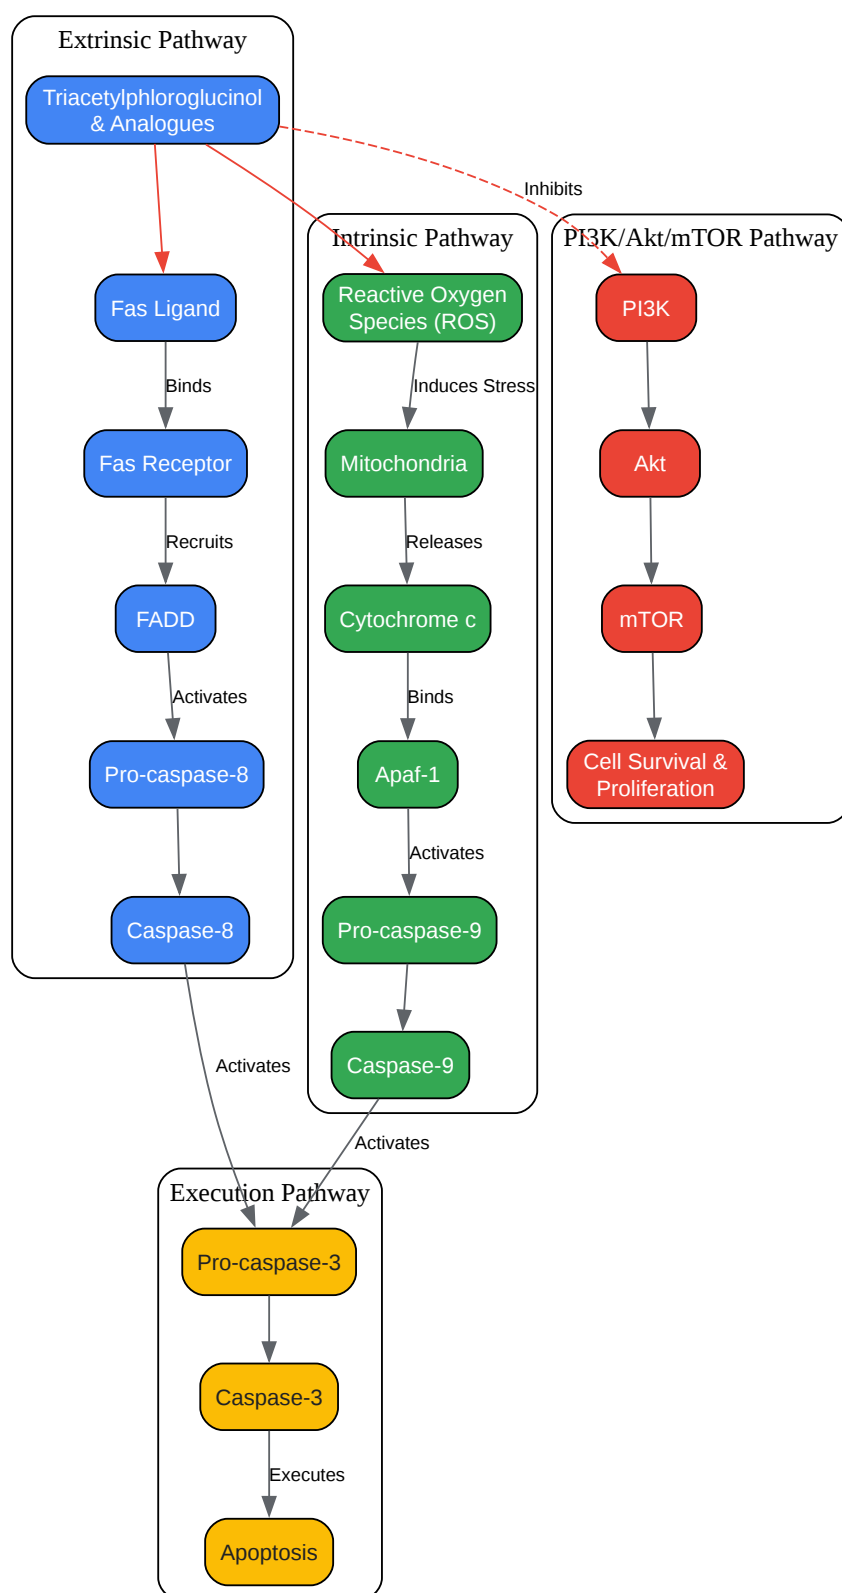 Extrinsic Pathway
Triacetylphloroglucinol
& Analogues
Inhibits
Intrinsic Pathway
PI3K/Akt/mTOR Pathway
Fas Ligand
Reactive Oxygen
Species (ROS)
PI3K
Binds
Induces Stress
Fas Receptor
Mitochondria
Akt
Recruits
Releases
FADD
Cytochrome c
mTOR
Activates
Binds
Pro-caspase-8
Apaf-1
Cell Survival &
Proliferation
Activates
Caspase-8
Pro-caspase-9
Activates
Caspase-9
Activates
Execution Pathway
Pro-caspase-3
Caspase-3
Executes
Apoptosis